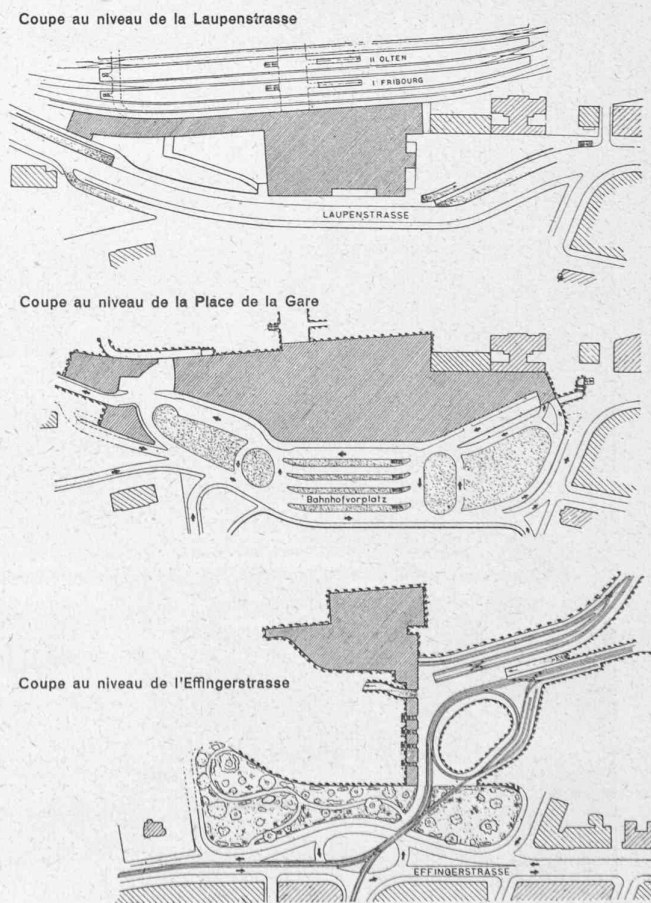 Coupe au niveau de la Laupenstrasse
II OLTEN
I FRIBOURG
LAUPENSTRASSE
Coupe au niveau de la Place de la Gare
Bahnhofvorplatz
Coupe au niveau de l'Effingerstrasse
EFFINGERSTRASSE